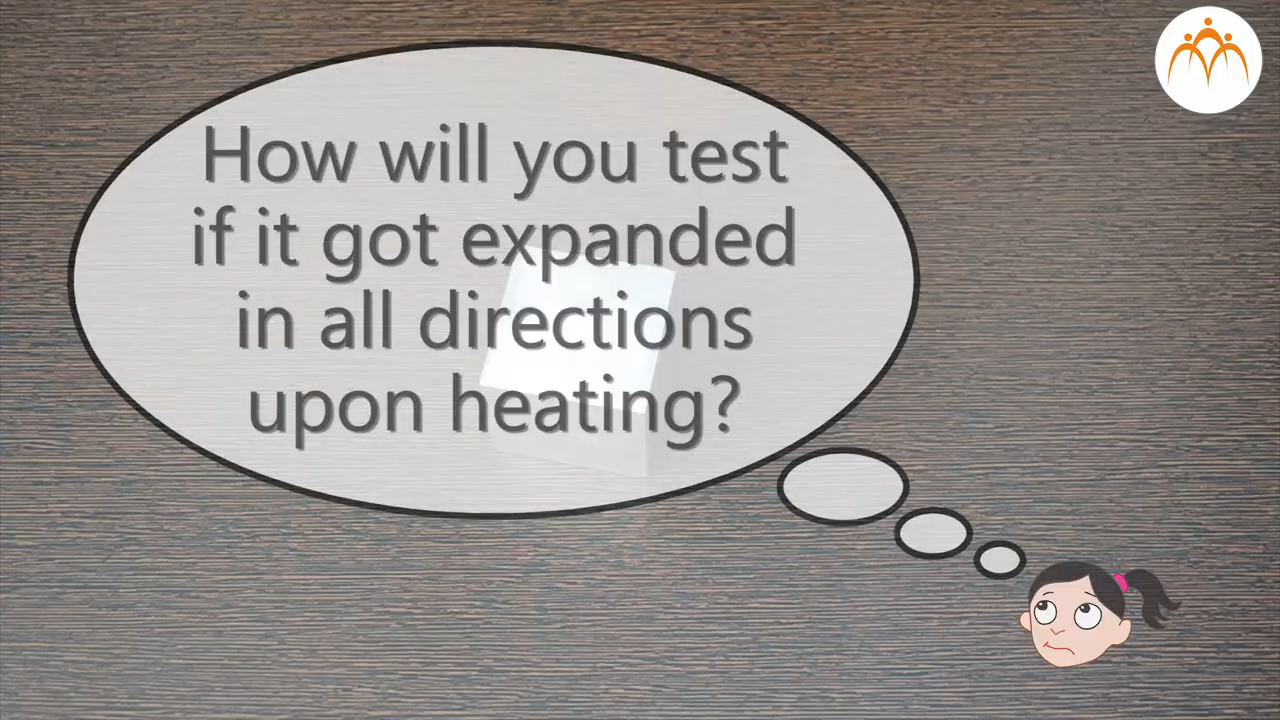 How will you test
if it got expanded
in all directions
upon heating?